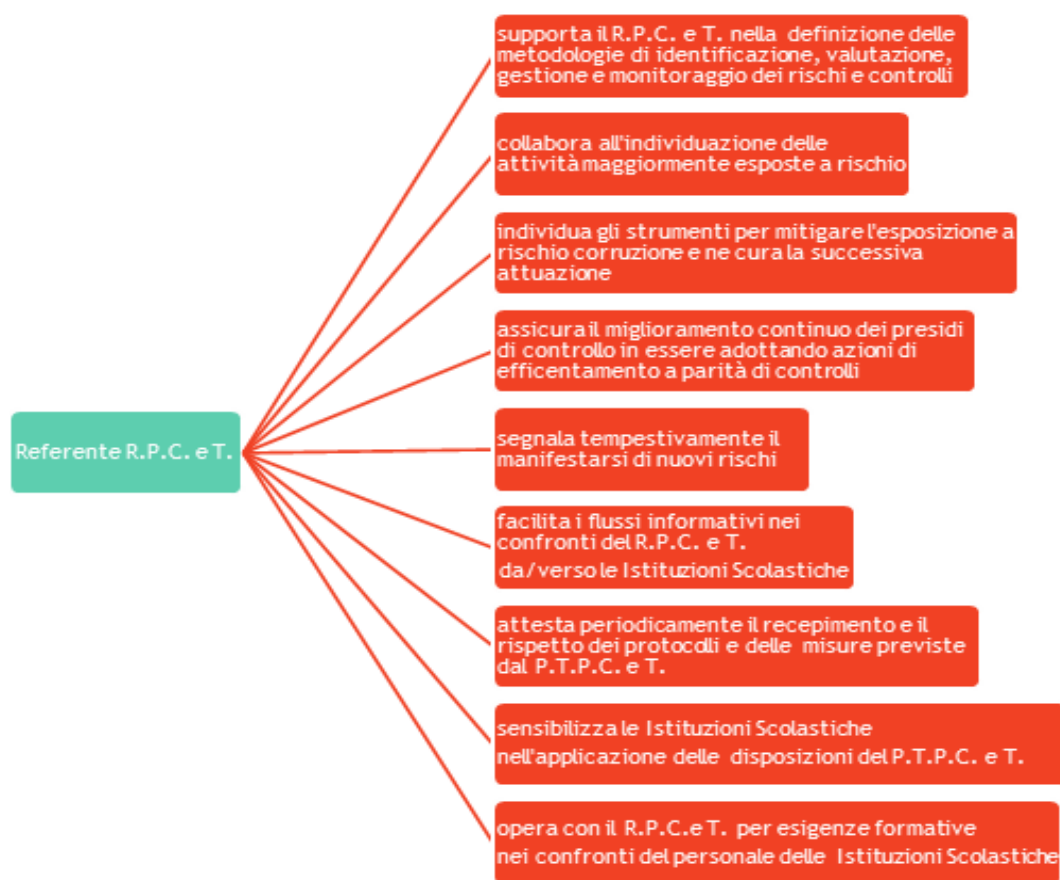 supporta il R.P.C. e T. nella definizione delle
metodologie di identificazione, valutazione,
gestione e monitoraggio dei rischi e controlli
collabora all'individuazione delle
attività maggiormente esposte a rischio
individua gli strumenti per mitigare l'esposizione a
rischio corruzione e ne cura la successiva
attuazione
assicura il miglioramento continuo dei presidi
di controllo in essere adottando azioni di
efficentamento a parità di controlli
Referente R.P.C. e T.
segnala tempestivamente il
manifestarsi di nuovi rischi
facilita i flussi informativi nei
confronti del R.P.C. e T.
da/verso le Istituzioni Scolastiche
attesta periodicamente il recepimento e il
rispetto dei protocolli e delle misure previste
dal P.T.P.C. e T.
sensibilizza le Istituzioni Scolastiche
nell'applicazione delle disposizioni del P.T.P.C. e T.
opera con il R.P.C.e T. per esigenze formative
nei confronti del personale delle Istituzioni Scolastiche